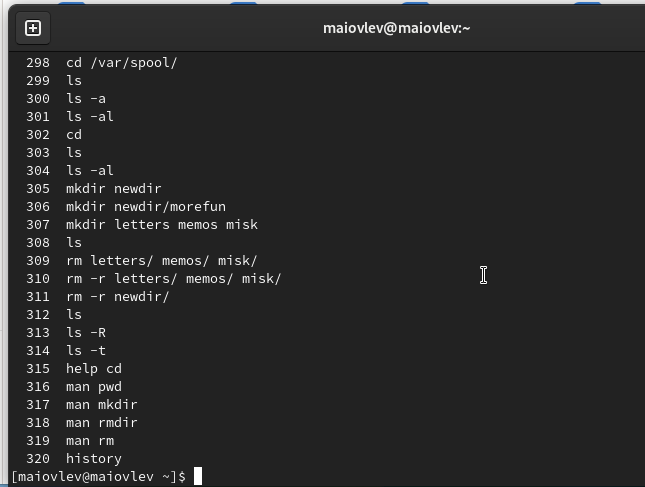 maiovlev@maiovlev:~
298 cd /var/spool/
299 ls
300 ls -a
301 ls -al
302 cd
303 ls
304 ls -al
305 mkdir newdir
306 mkdir newdir/morefun
307 mkdir letters memos misk
308 ls
309 rm letters/ memos/ misk/
310 rm -r letters/ memos/ misk/
311 rm -r newdir/
312 ls
313 ls -R
314 ls -t
315 help cd
316 man pwd
317 man mkdir
318 man rmdir
319 man rm
320 history
[maiovlev@maiovlev ~]$